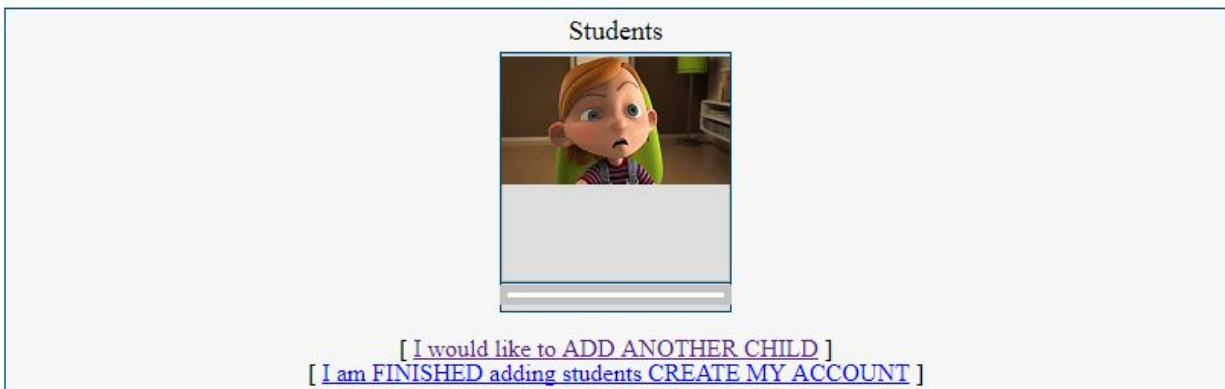 Students
[ I would like to ADD ANOTHER CHILD ]
[ I am FINISHED adding students CREATE MY ACCOUNT ]